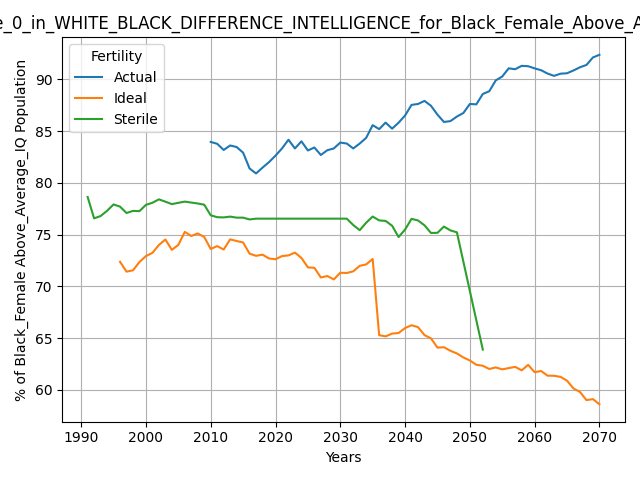 e_0_in_WHITE_BLACK_DIFFERENCE_INTELLIGENCE_for_Black_Female_Above_A
Fertility
Actual
Ideal
Sterile
% of Black_Female Above_Average_IQ Population
90
85
80
75
70
65
60
1990 2000 2010 2020 2030 2040 2050 2060 2070
Years